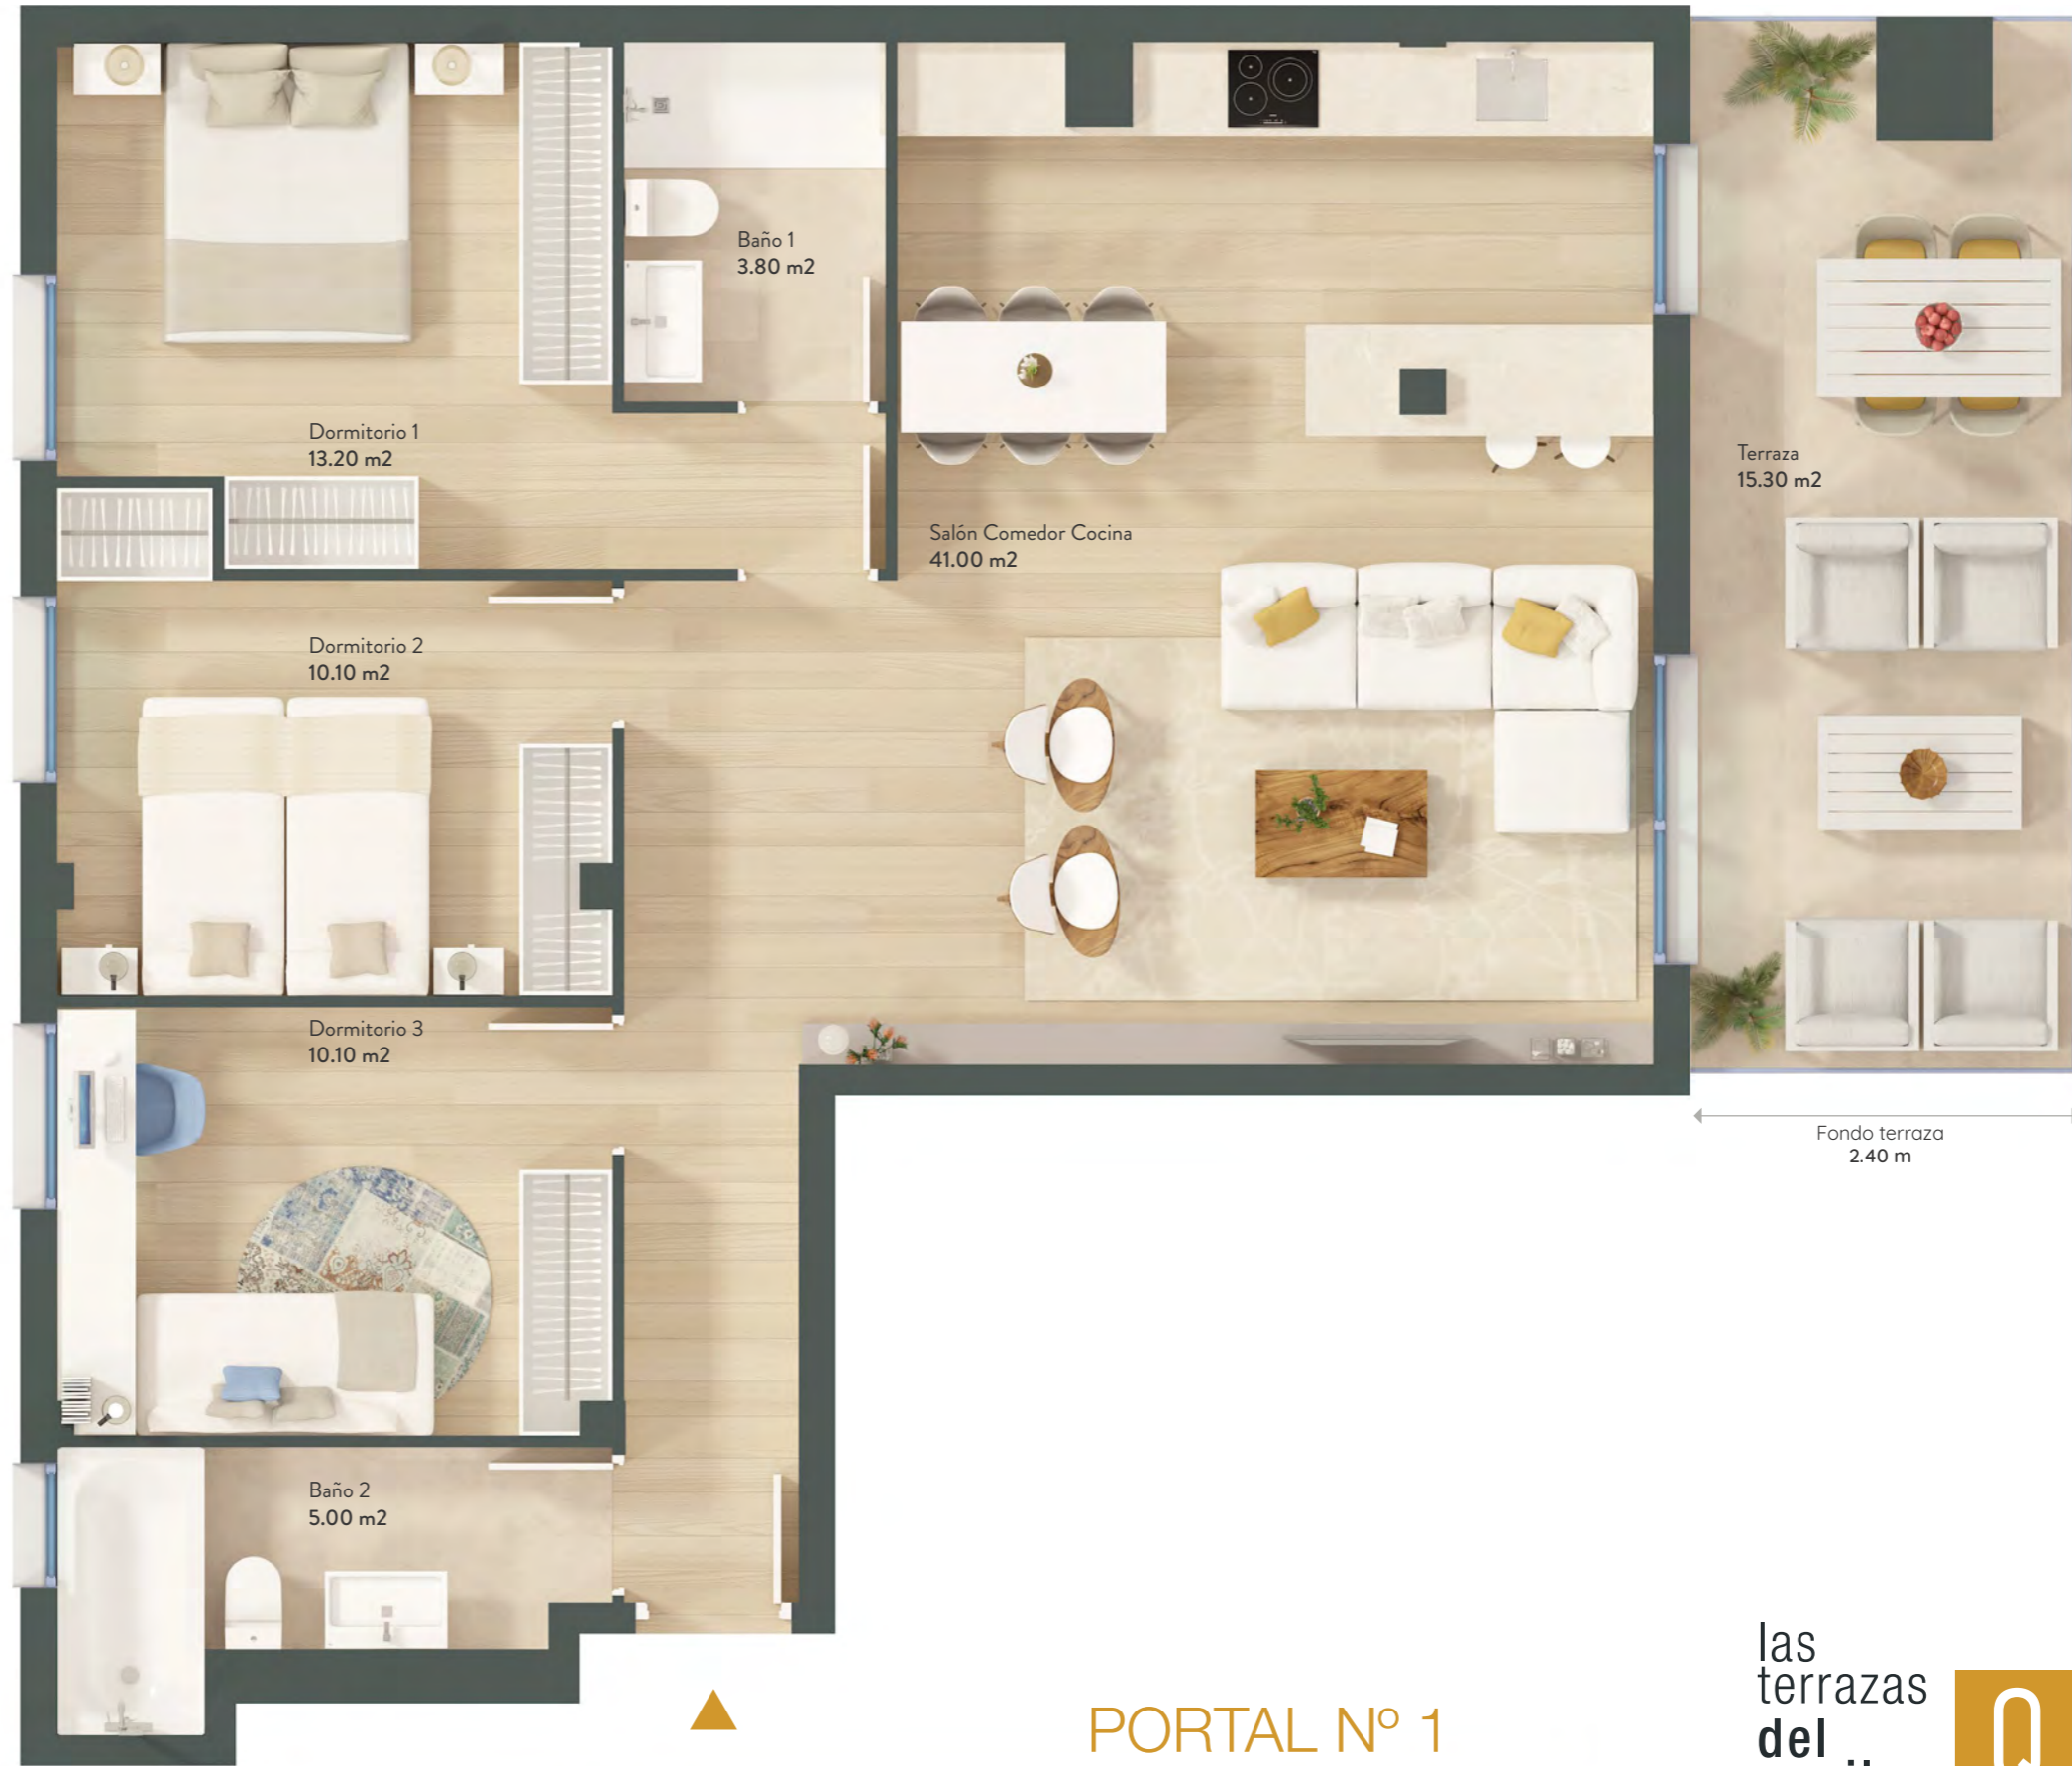 Baño 1
3.80 m2
Dormitorio 1
13.20 m2
Terraza
15.30 m2
Salón Comedor Cocina
41.00 m2
Dormitorio 2
10.10 m2
Dormitorio 3
10.10 m2
Fondo terraza
2.40 m
Baño 2
5.00 m2
las
terrazas
del
PORTAL Nº 1